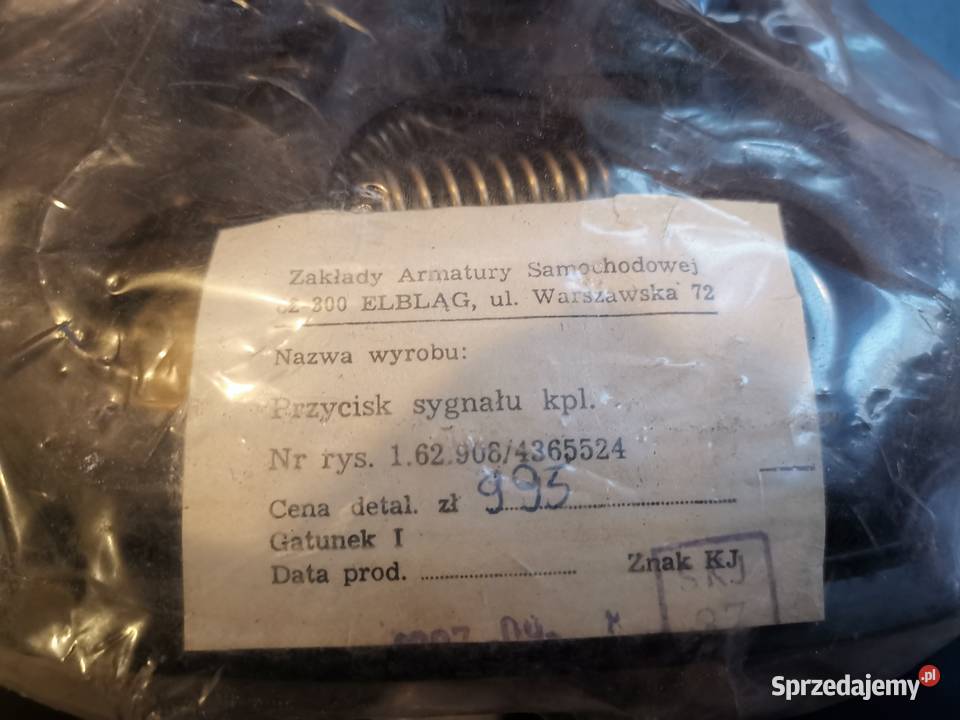 Zakłady Armatury Samochodowej
82-300 ELBLĄG, ul. Warszawska 72
Nazwa wyrobu:
Przycisk sygnału kpl.
Nr rys. 1.62.908/4365524
Cena detal. zł 995
Gatunek I
Data prod. Znak KJ
SKJ
Sprzedajemy.pl